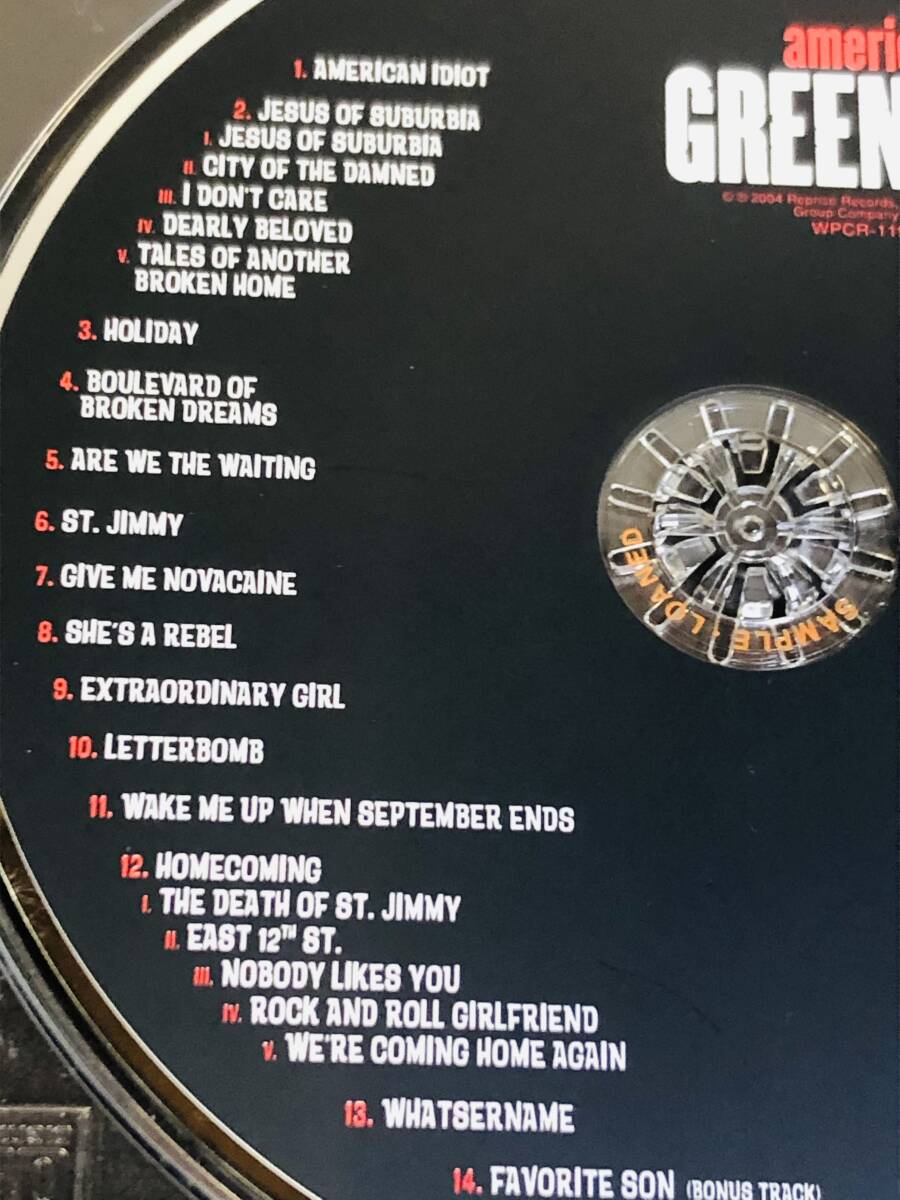 1. AMERICAN IDIOT
2. JESUS OF SUBURBIA
I. JESUS OF SUBURBIA
II. CITY OF THE DAMNED
III. I DON'T CARE
IV. DEARLY BELOVED
V. TALES OF ANOTHER
BROKEN HOME
3. HOLIDAY
4. BOULEVARD OF
BROKEN DREAMS
5. ARE WE THE WAITING
6. ST. JIMMY
7. GIVE ME NOVACAINE
8. SHE'S A REBEL
9. EXTRAORDINARY GIRL
10. LETTERBOMB
11. WAKE ME UP WHEN SEPTEMBER ENDS
12. HOMECOMING
I. THE DEATH OF ST. JIMMY
II. EAST 12TH ST.
III. NOBODY LIKES YOU
IV. ROCK AND ROLL GIRLFRIEND
V. WE'RE COMING HOME AGAIN
13. WHATSERNAME
14. FAVORITE SON (BONUS TRACK)
ameri
GREEN
℗ © 2004 Reprise Records,
Group Company
WPCR-11
SAMPLE · LOANED